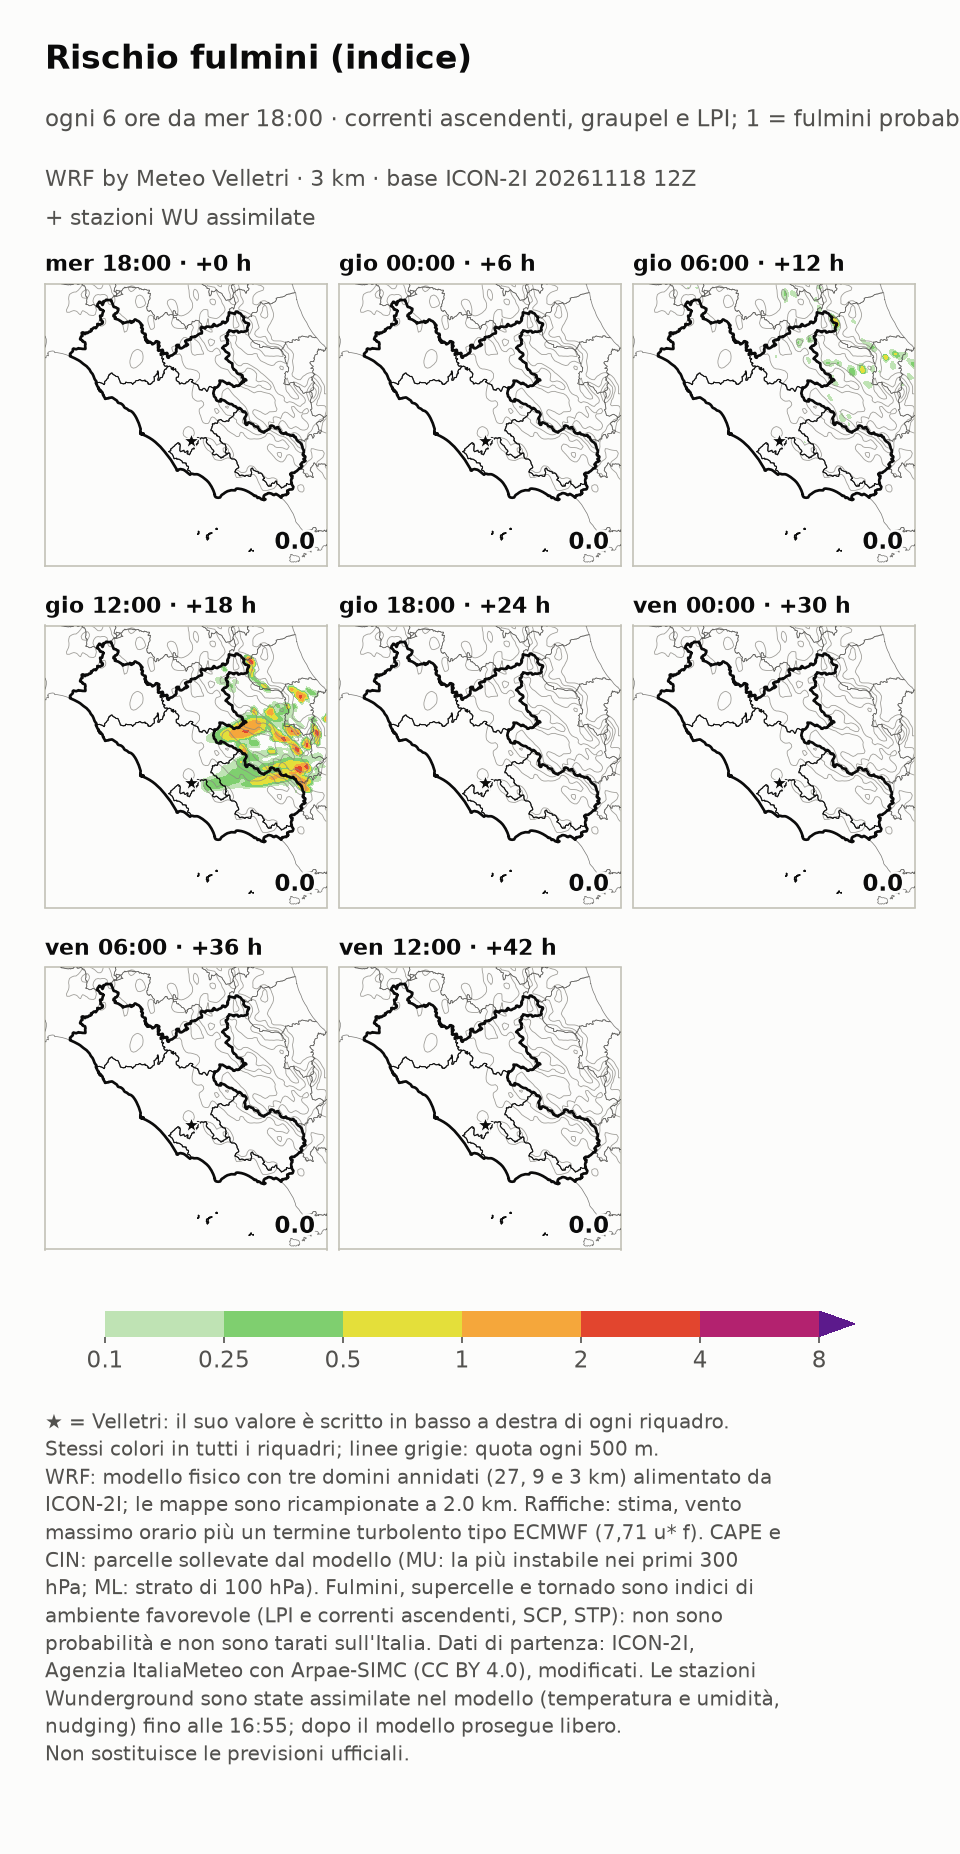 Rischio fulmini (indice)
ogni 6 ore da mer 18:00 · correnti ascendenti, graupel e LPI; 1 = fulmini probab
WRF by Meteo Velletri · 3 km · base ICON-2I 20261118 12Z
+ stazioni WU assimilate
mer 18:00 · +0 h
gio 00:00 · +6 h
gio 06:00 · +12 h
0.0
0.0
0.0
gio 12:00 · +18 h
gio 18:00 · +24 h
ven 00:00 · +30 h
0.0
0.0
0.0
ven 06:00 · +36 h
ven 12:00 · +42 h
0.0
0.0
0.1
0.25
0.5
1
2
4
8
★ = Velletri: il suo valore è scritto in basso a destra di ogni riquadro.
Stessi colori in tutti i riquadri; linee grigie: quota ogni 500 m.
WRF: modello fisico con tre domini annidati (27, 9 e 3 km) alimentato da
ICON-2I; le mappe sono ricampionate a 2.0 km. Raffiche: stima, vento
massimo orario più un termine turbolento tipo ECMWF (7,71 u* f). CAPE e
CIN: parcelle sollevate dal modello (MU: la più instabile nei primi 300
hPa; ML: strato di 100 hPa). Fulmini, supercelle e tornado sono indici di
ambiente favorevole (LPI e correnti ascendenti, SCP, STP): non sono
probabilità e non sono tarati sull'Italia. Dati di partenza: ICON-2I,
Agenzia ItaliaMeteo con Arpae-SIMC (CC BY 4.0), modificati. Le stazioni
Wunderground sono state assimilate nel modello (temperatura e umidità,
nudging) fino alle 16:55; dopo il modello prosegue libero.
Non sostituisce le previsioni ufficiali.